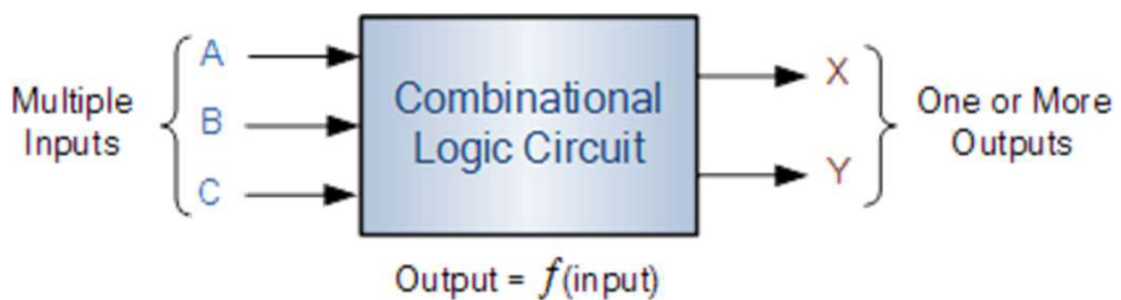 Multiple
Inputs
A
B
C
Combinational
Logic Circuit
X
Y
One or More
Outputs
Output = f(input)